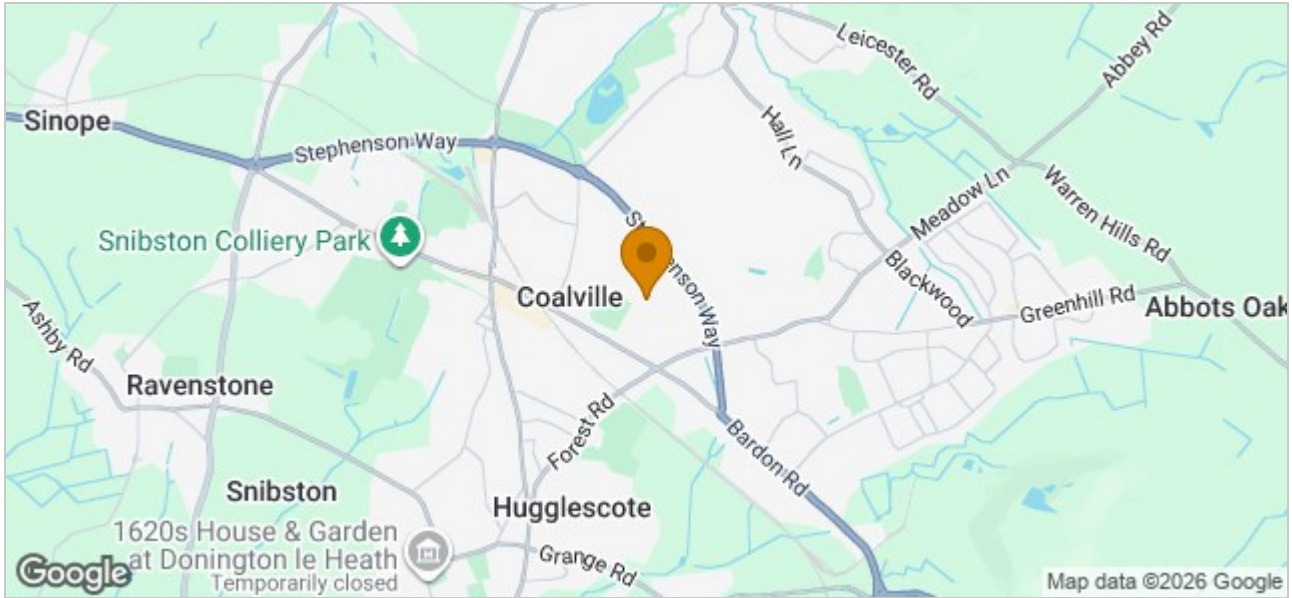 Leicester Rd
Abbey Rd
Sinope
Stephenson Way
Hall Ln
Warren Hills Rd
Meadow Ln
Snibston Colliery Park
Stephenson Way
Blackwood
Coalville
Greenhill Rd
Abbots Oak
Ashby Rd
Ravenstone
Forest Rd
Bardon Rd
Snibston
Hugglescote
1620s House & Garden
at Donington le Heath
Temporarily closed
Grange Rd
Google
Map data ©2026 Google